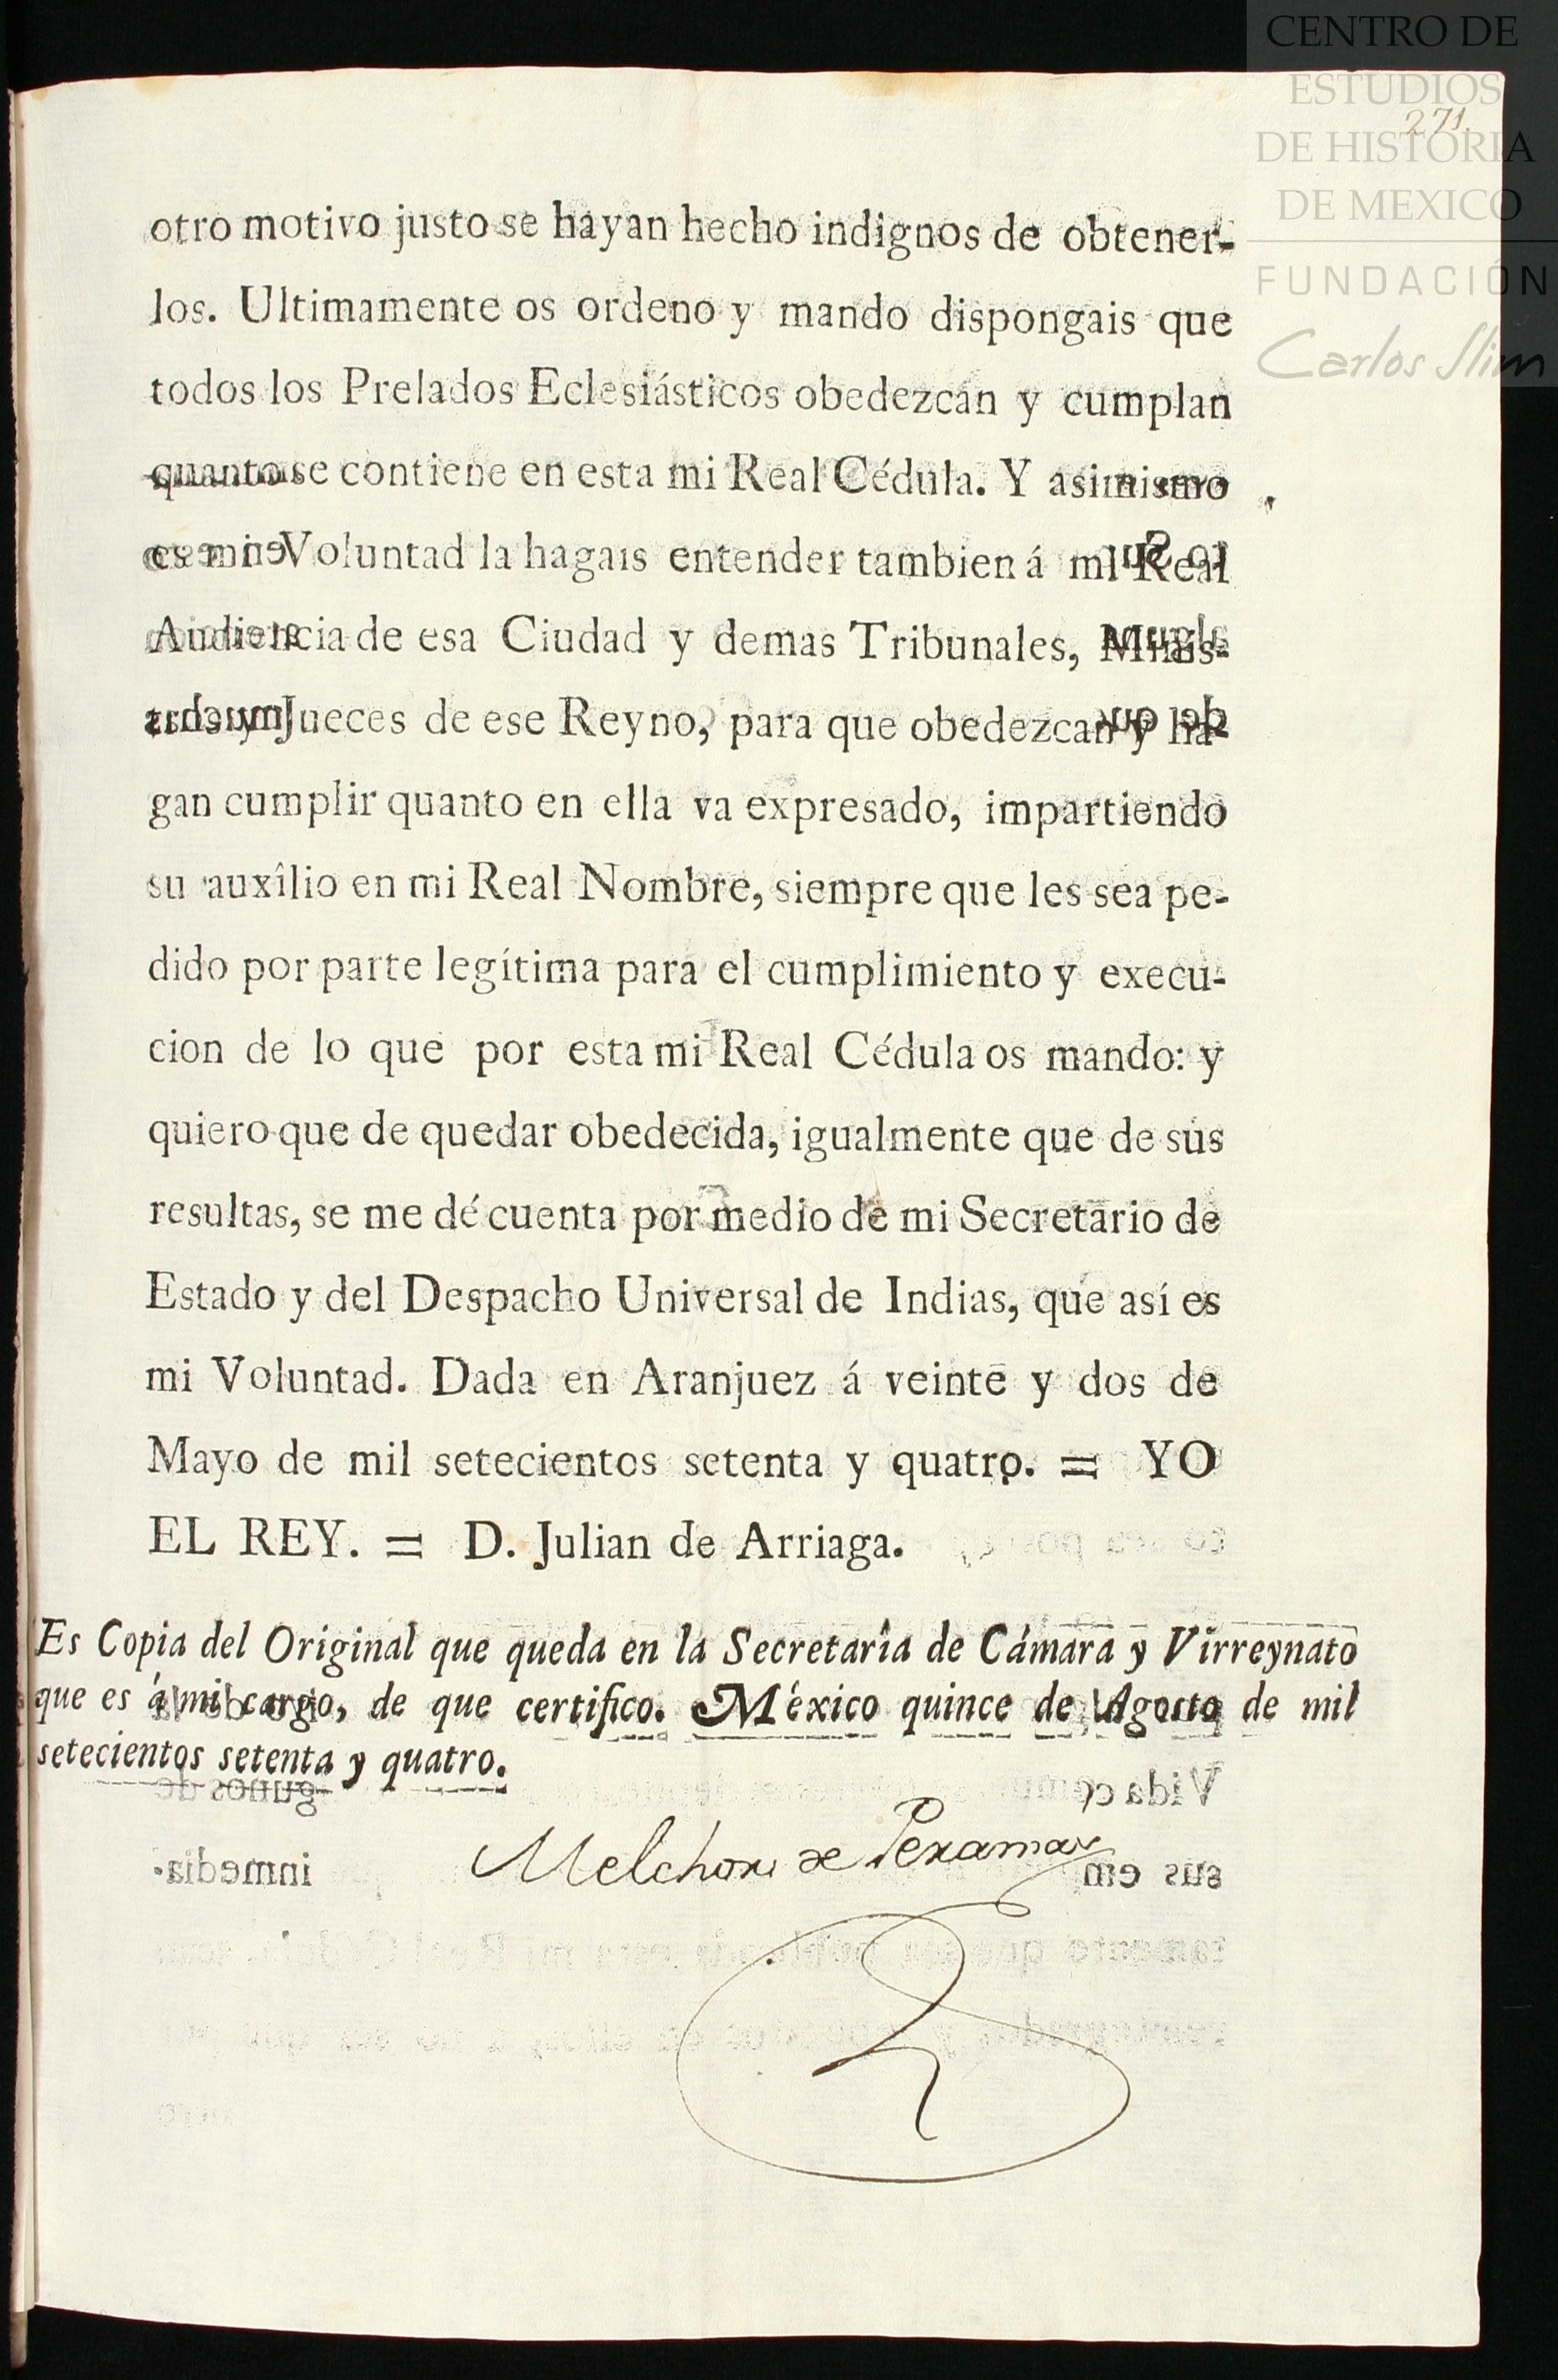 CENTRO DE
ESTUDIOS
DE HISTORIA
DE MEXICO
FUNDACIÓN
Carlos Slim
271.
otro motivo justo se hayan hecho indignos de obtener-
los. Ultimamente os ordeno y mando dispongais que
todos los Prelados Eclesiásticos obedezcan y cumplan
quanto se contiene en esta mi Real Cédula. Y asimismo
es mi Voluntad la hagais entender tambien á mi Real
Audiencia de esa Ciudad y demas Tribunales, Minis-
tros y Jueces de ese Reyno, para que obedezcan y ha-
gan cumplir quanto en ella va expresado, impartiendo
su auxîlio en mi Real Nombre, siempre que les sea pe-
dido por parte legítima para el cumplimiento y execu-
cion de lo que por esta mi Real Cédula os mando: y
quiero que de quedar obedecida, igualmente que de sus
resultas, se me dé cuenta por medio de mi Secretario de
Estado y del Despacho Universal de Indias, que así es
mi Voluntad. Dada en Aranjuez á veinte y dos de
Mayo de mil setecientos setenta y quatro. = YO
EL REY. = D. Julian de Arriaga.
Es Copia del Original que queda en la Secretaría de Cámara y Virreynato
que es á mi cargo, de que certifico. México quince de Agosto de mil
setecientos setenta y quatro.
Melchor de Peramas